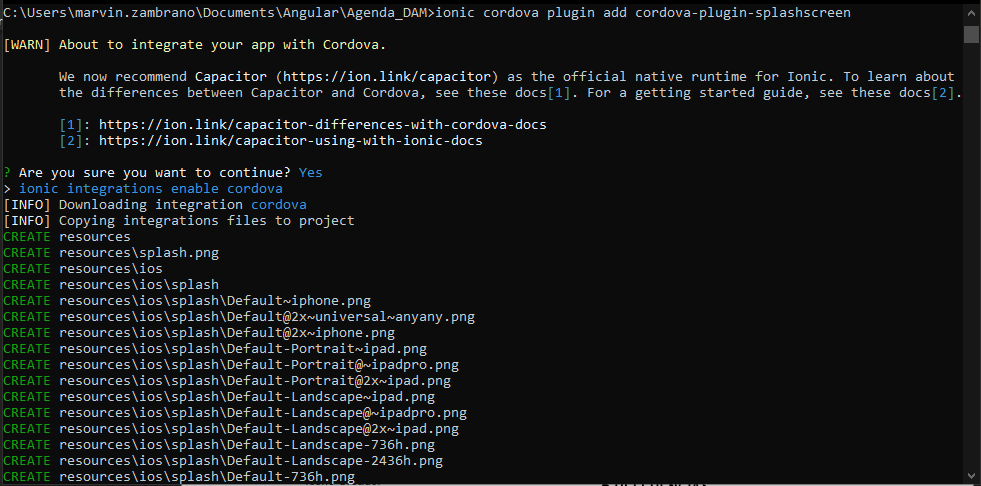 C:\Users\marvin.zambrano\Documents\Angular\Agenda_DAM>ionic cordova plugin add cordova-plugin-splashscreen
[WARN] About to integrate your app with Cordova.
We now recommend Capacitor (https://ion.link/capacitor) as the official native runtime for Ionic. To learn about
the differences between Capacitor and Cordova, see these docs[1]. For a getting started guide, see these docs[2].
[1]: https://ion.link/capacitor-differences-with-cordova-docs
[2]: https://ion.link/capacitor-using-with-ionic-docs
? Are you sure you want to continue? Yes
> ionic integrations enable cordova
[INFO] Downloading integration cordova
[INFO] Copying integrations files to project
CREATE resources
CREATE resources\splash.png
CREATE resources\ios
CREATE resources\ios\splash
CREATE resources\ios\splash\Default~iphone.png
CREATE resources\ios\splash\Default@2x~universal~anyany.png
CREATE resources\ios\splash\Default@2x~iphone.png
CREATE resources\ios\splash\Default-Portrait~ipad.png
CREATE resources\ios\splash\Default-Portrait@~ipadpro.png
CREATE resources\ios\splash\Default-Portrait@2x~ipad.png
CREATE resources\ios\splash\Default-Landscape~ipad.png
CREATE resources\ios\splash\Default-Landscape@~ipadpro.png
CREATE resources\ios\splash\Default-Landscape@2x~ipad.png
CREATE resources\ios\splash\Default-Landscape-736h.png
CREATE resources\ios\splash\Default-Landscape-2436h.png
CREATE resources\ios\splash\Default-736h.png